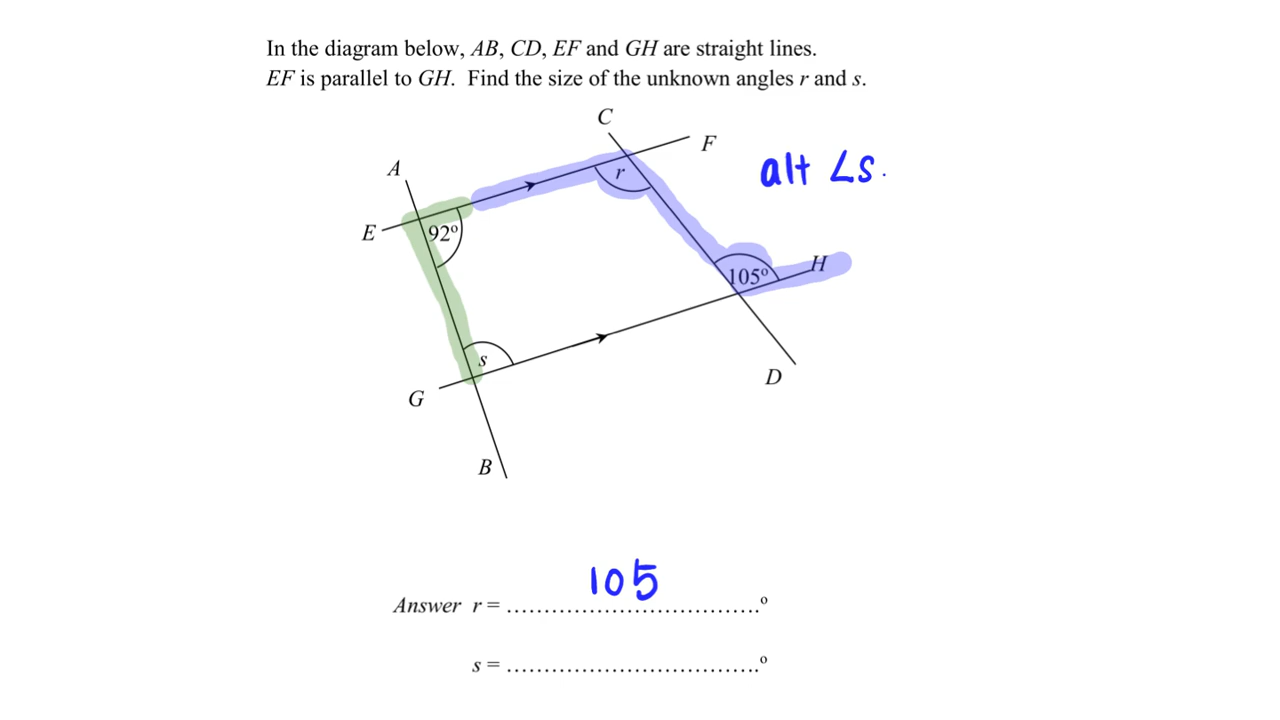 In the diagram below, AB, CD, EF and GH are straight lines.
EF is parallel to GH. Find the size of the unknown angles r and s.
C
F
A
r
alt ∠s.
E
92°
H
105°
s
D
G
B
105
Answer r = ..................................°
s = ..................................°